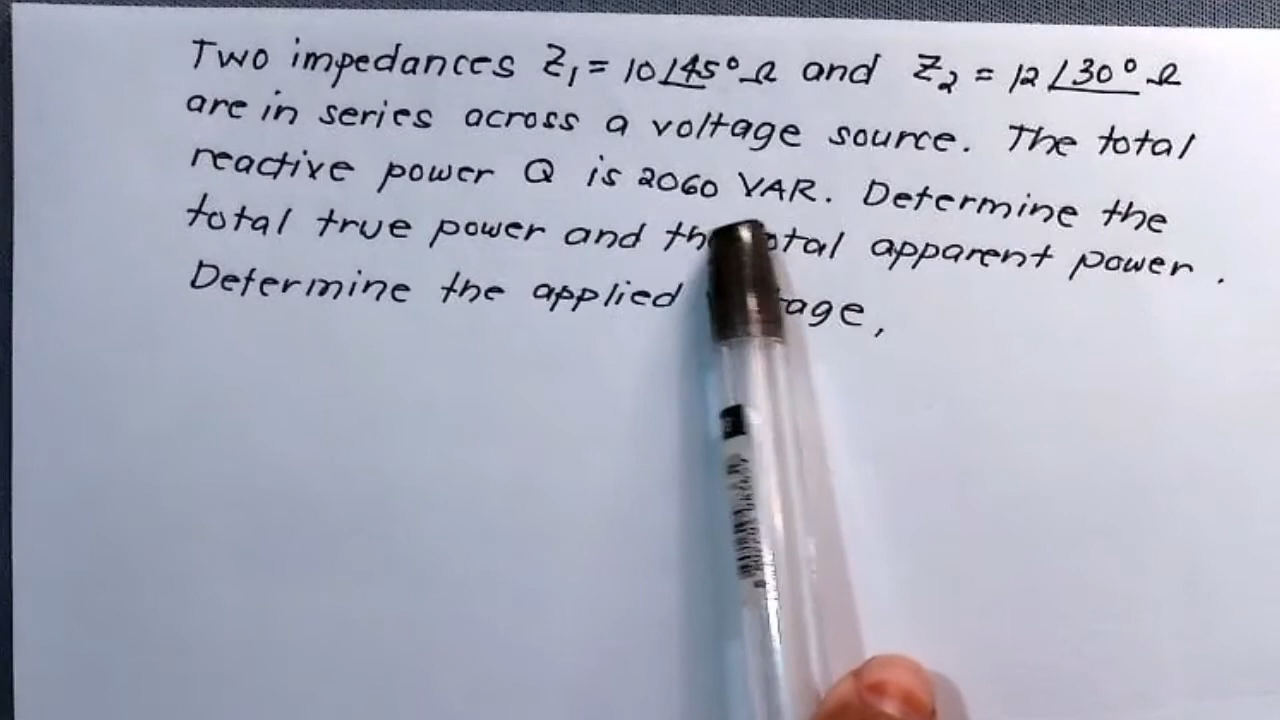 Two impedances Z₁ = 10∠45° Ω and Z₂ = 12∠30° Ω
are in series across a voltage source. The total
reactive power Q is 2060 VAR. Determine the
total true power and the total apparent power.
Determine the applied